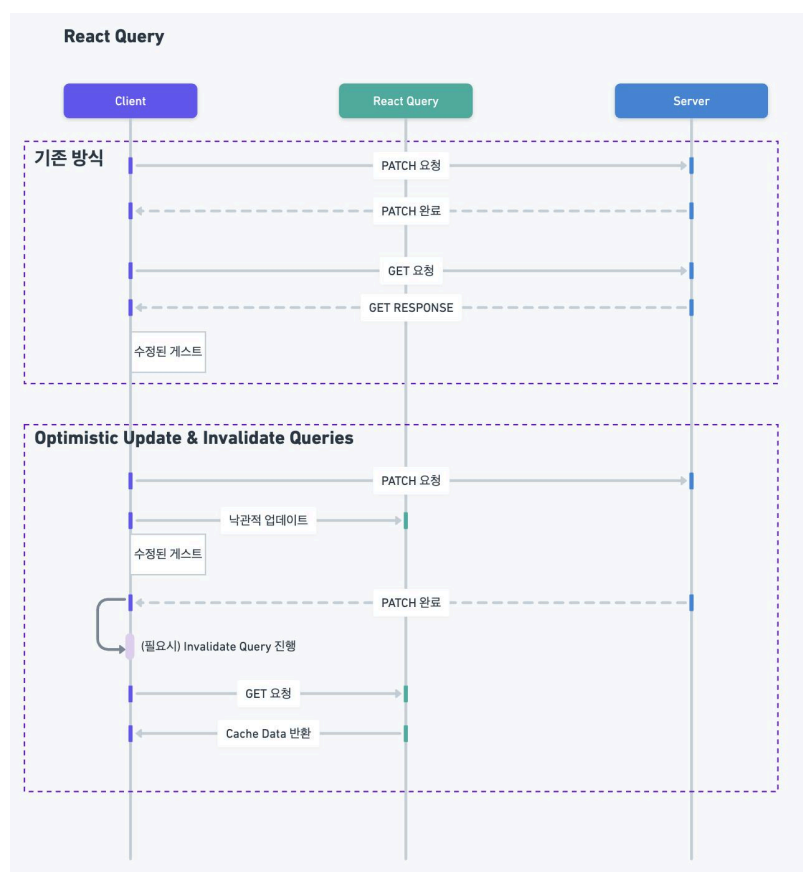 React Query
Client
React Query
Server
기존 방식
PATCH 요청
PATCH 완료
GET 요청
GET RESPONSE
수정된 게스트
Optimistic Update & Invalidate Queries
PATCH 요청
낙관적 업데이트
수정된 게스트
PATCH 완료
(필요시) Invalidate Query 진행
GET 요청
Cache Data 반환